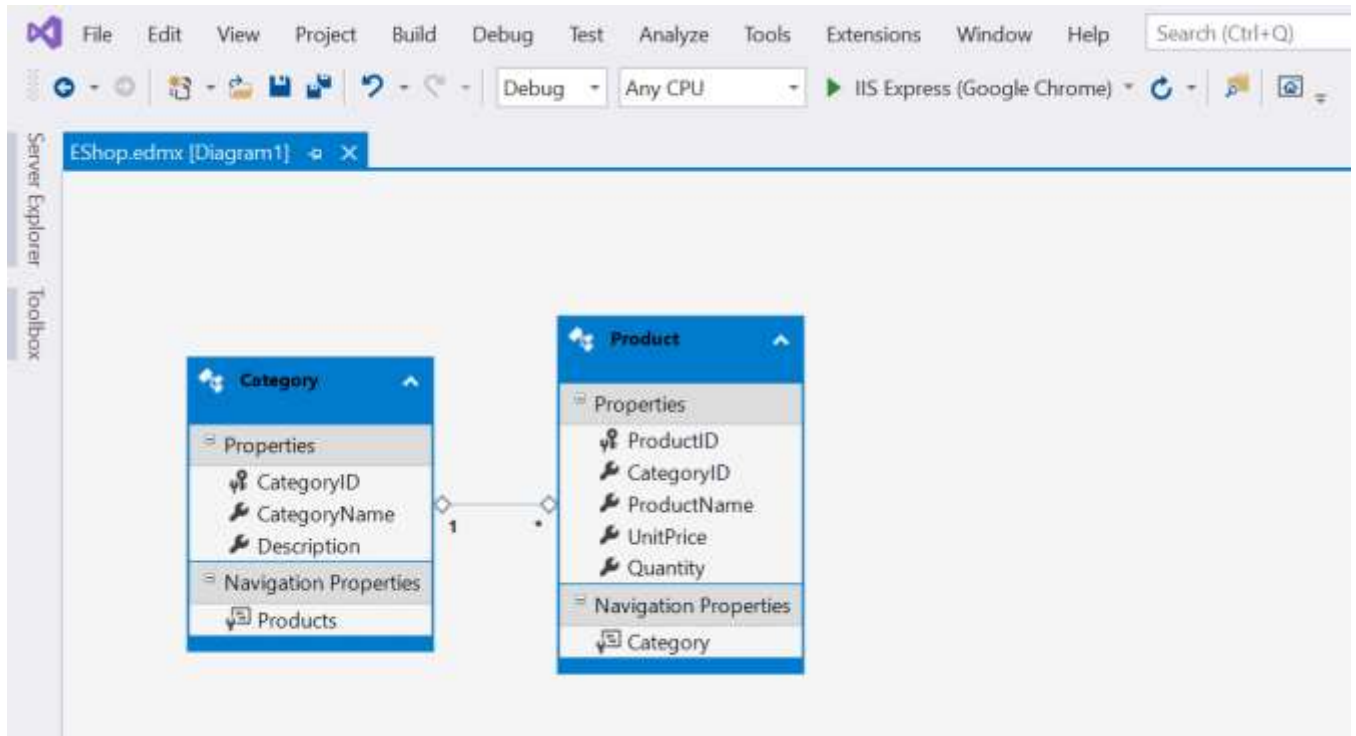 File Edit View Project Build Debug Test Analyze Tools Extensions Window Help Search (Ctrl+Q)
Debug Any CPU IIS Express (Google Chrome)
Server Explorer
Toolbox
EShop.edmx [Diagram1]
Category
Properties
CategoryID
CategoryName
Description
Navigation Properties
Products
1 *
Product
Properties
ProductID
CategoryID
ProductName
UnitPrice
Quantity
Navigation Properties
Category